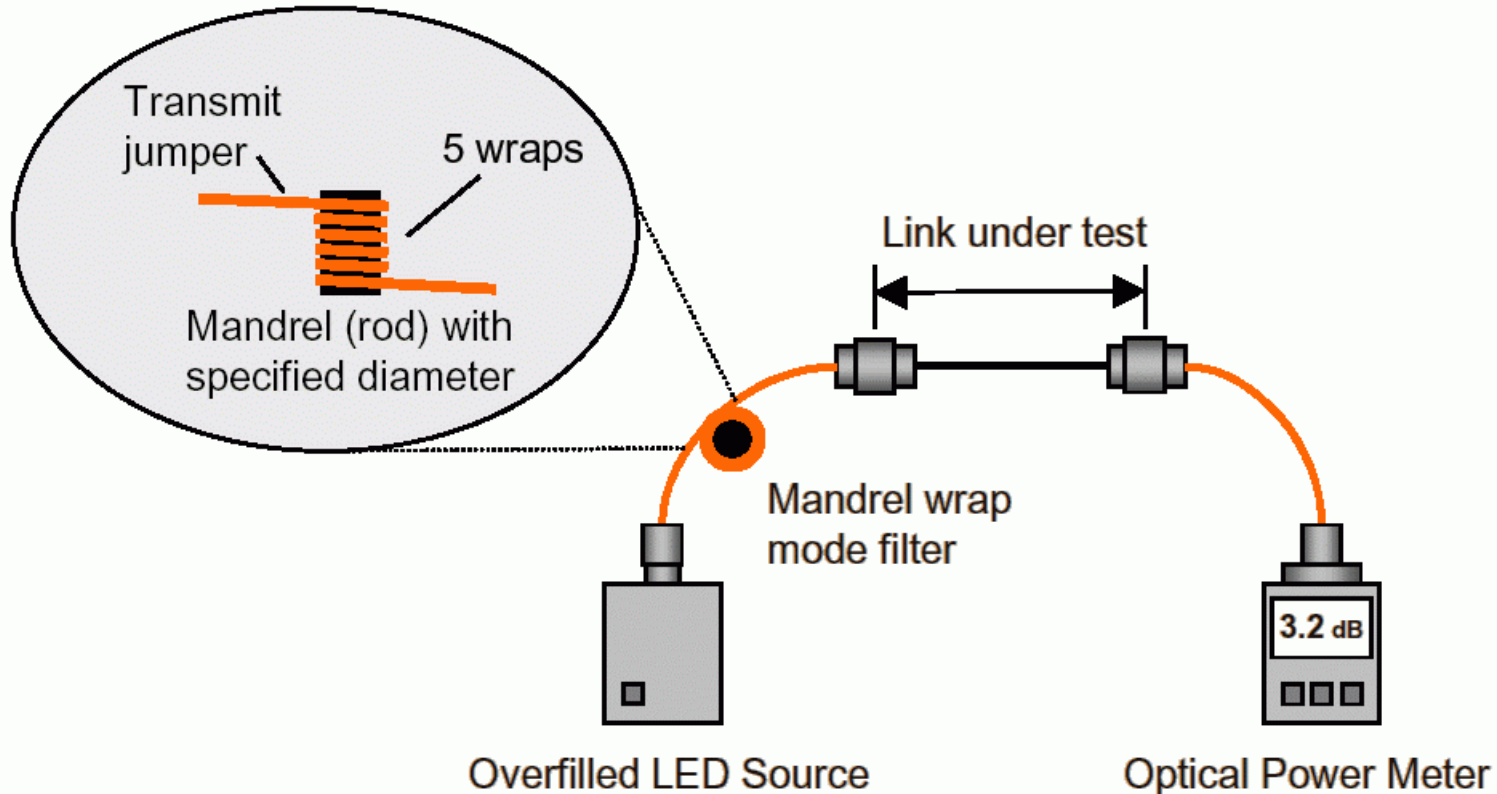 Transmit
jumper
5 wraps
Mandrel (rod) with
specified diameter
Link under test
Mandrel wrap
mode filter
3.2 dB
Overfilled LED Source
Optical Power Meter